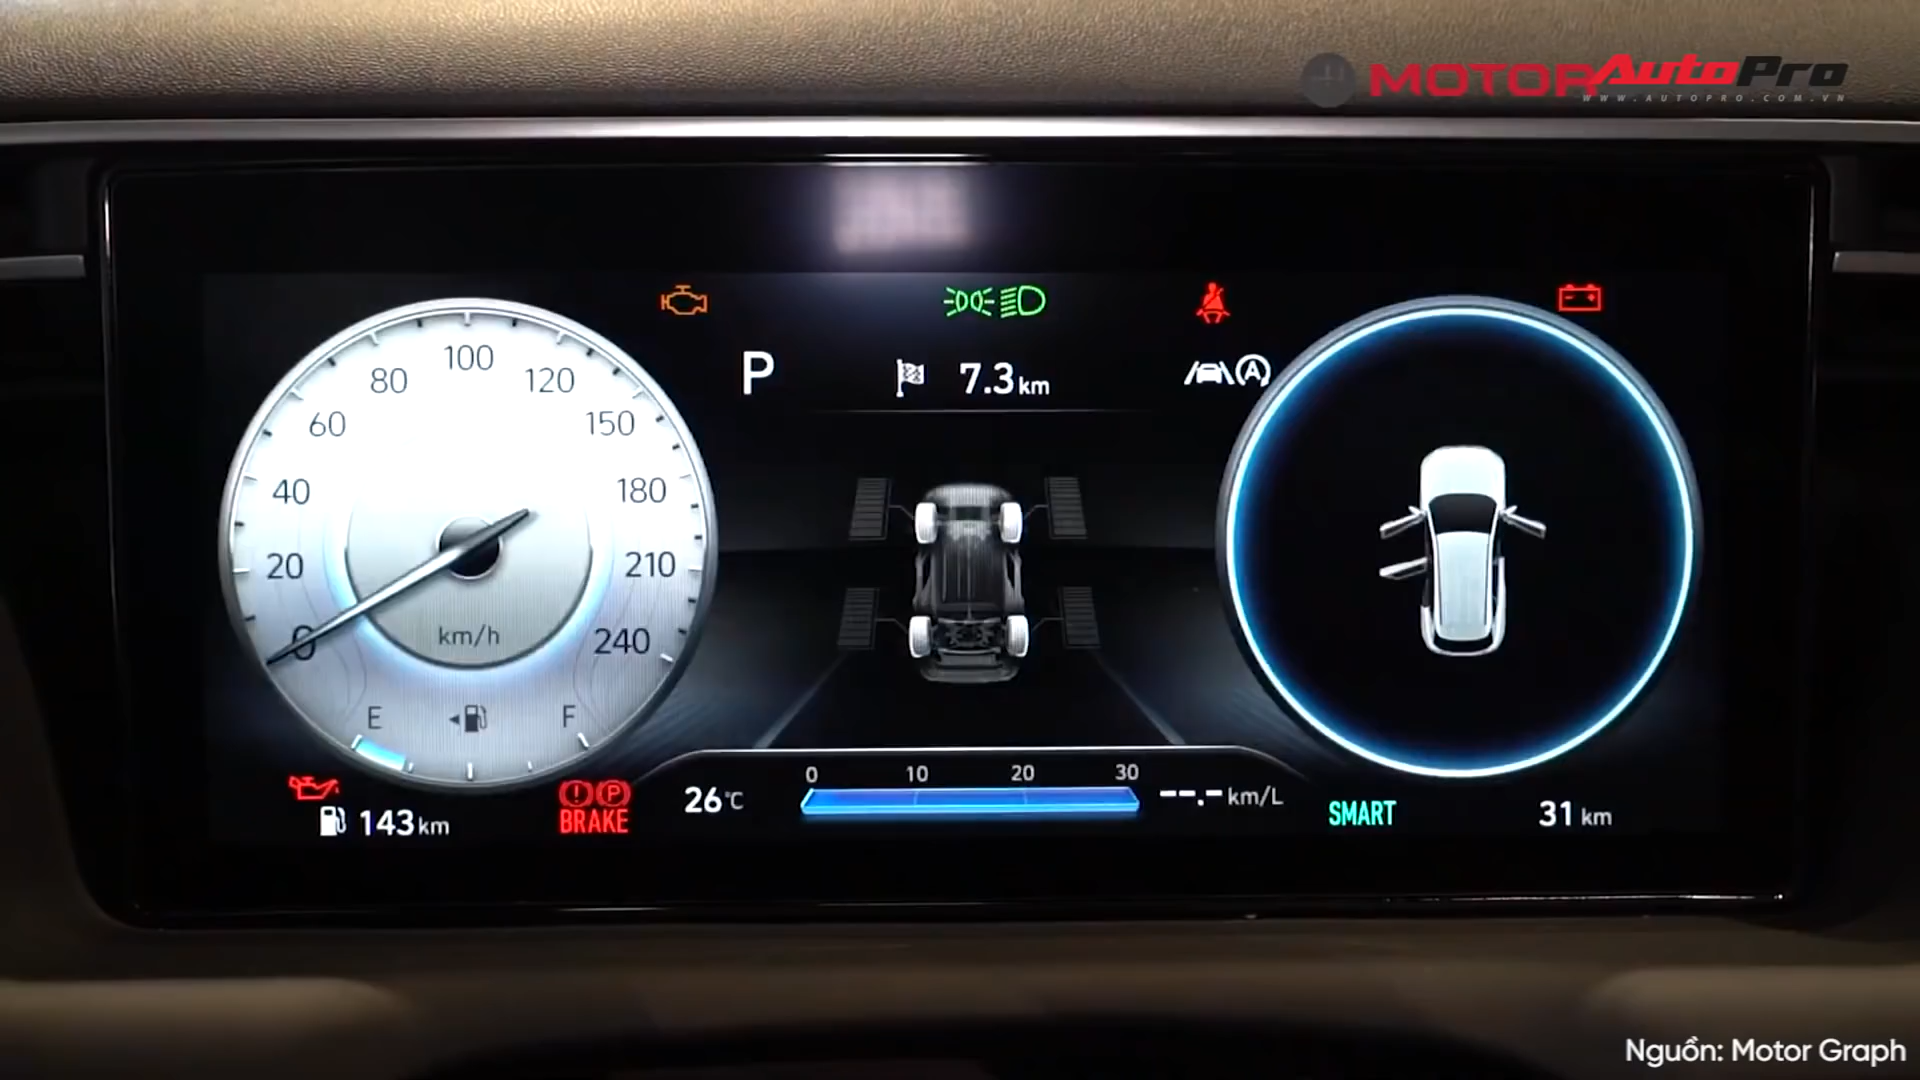 MOTOR
AutoPro
WWW.AUTOPRO.COM.VN
P
7.3 km
A
100
80
120
60
150
40
180
20
210
0
240
km/h
E
F
143 km
P
BRAKE
26 °C
0 10 20 30
--.- km/L
SMART
31 km
Nguồn: Motor Graph